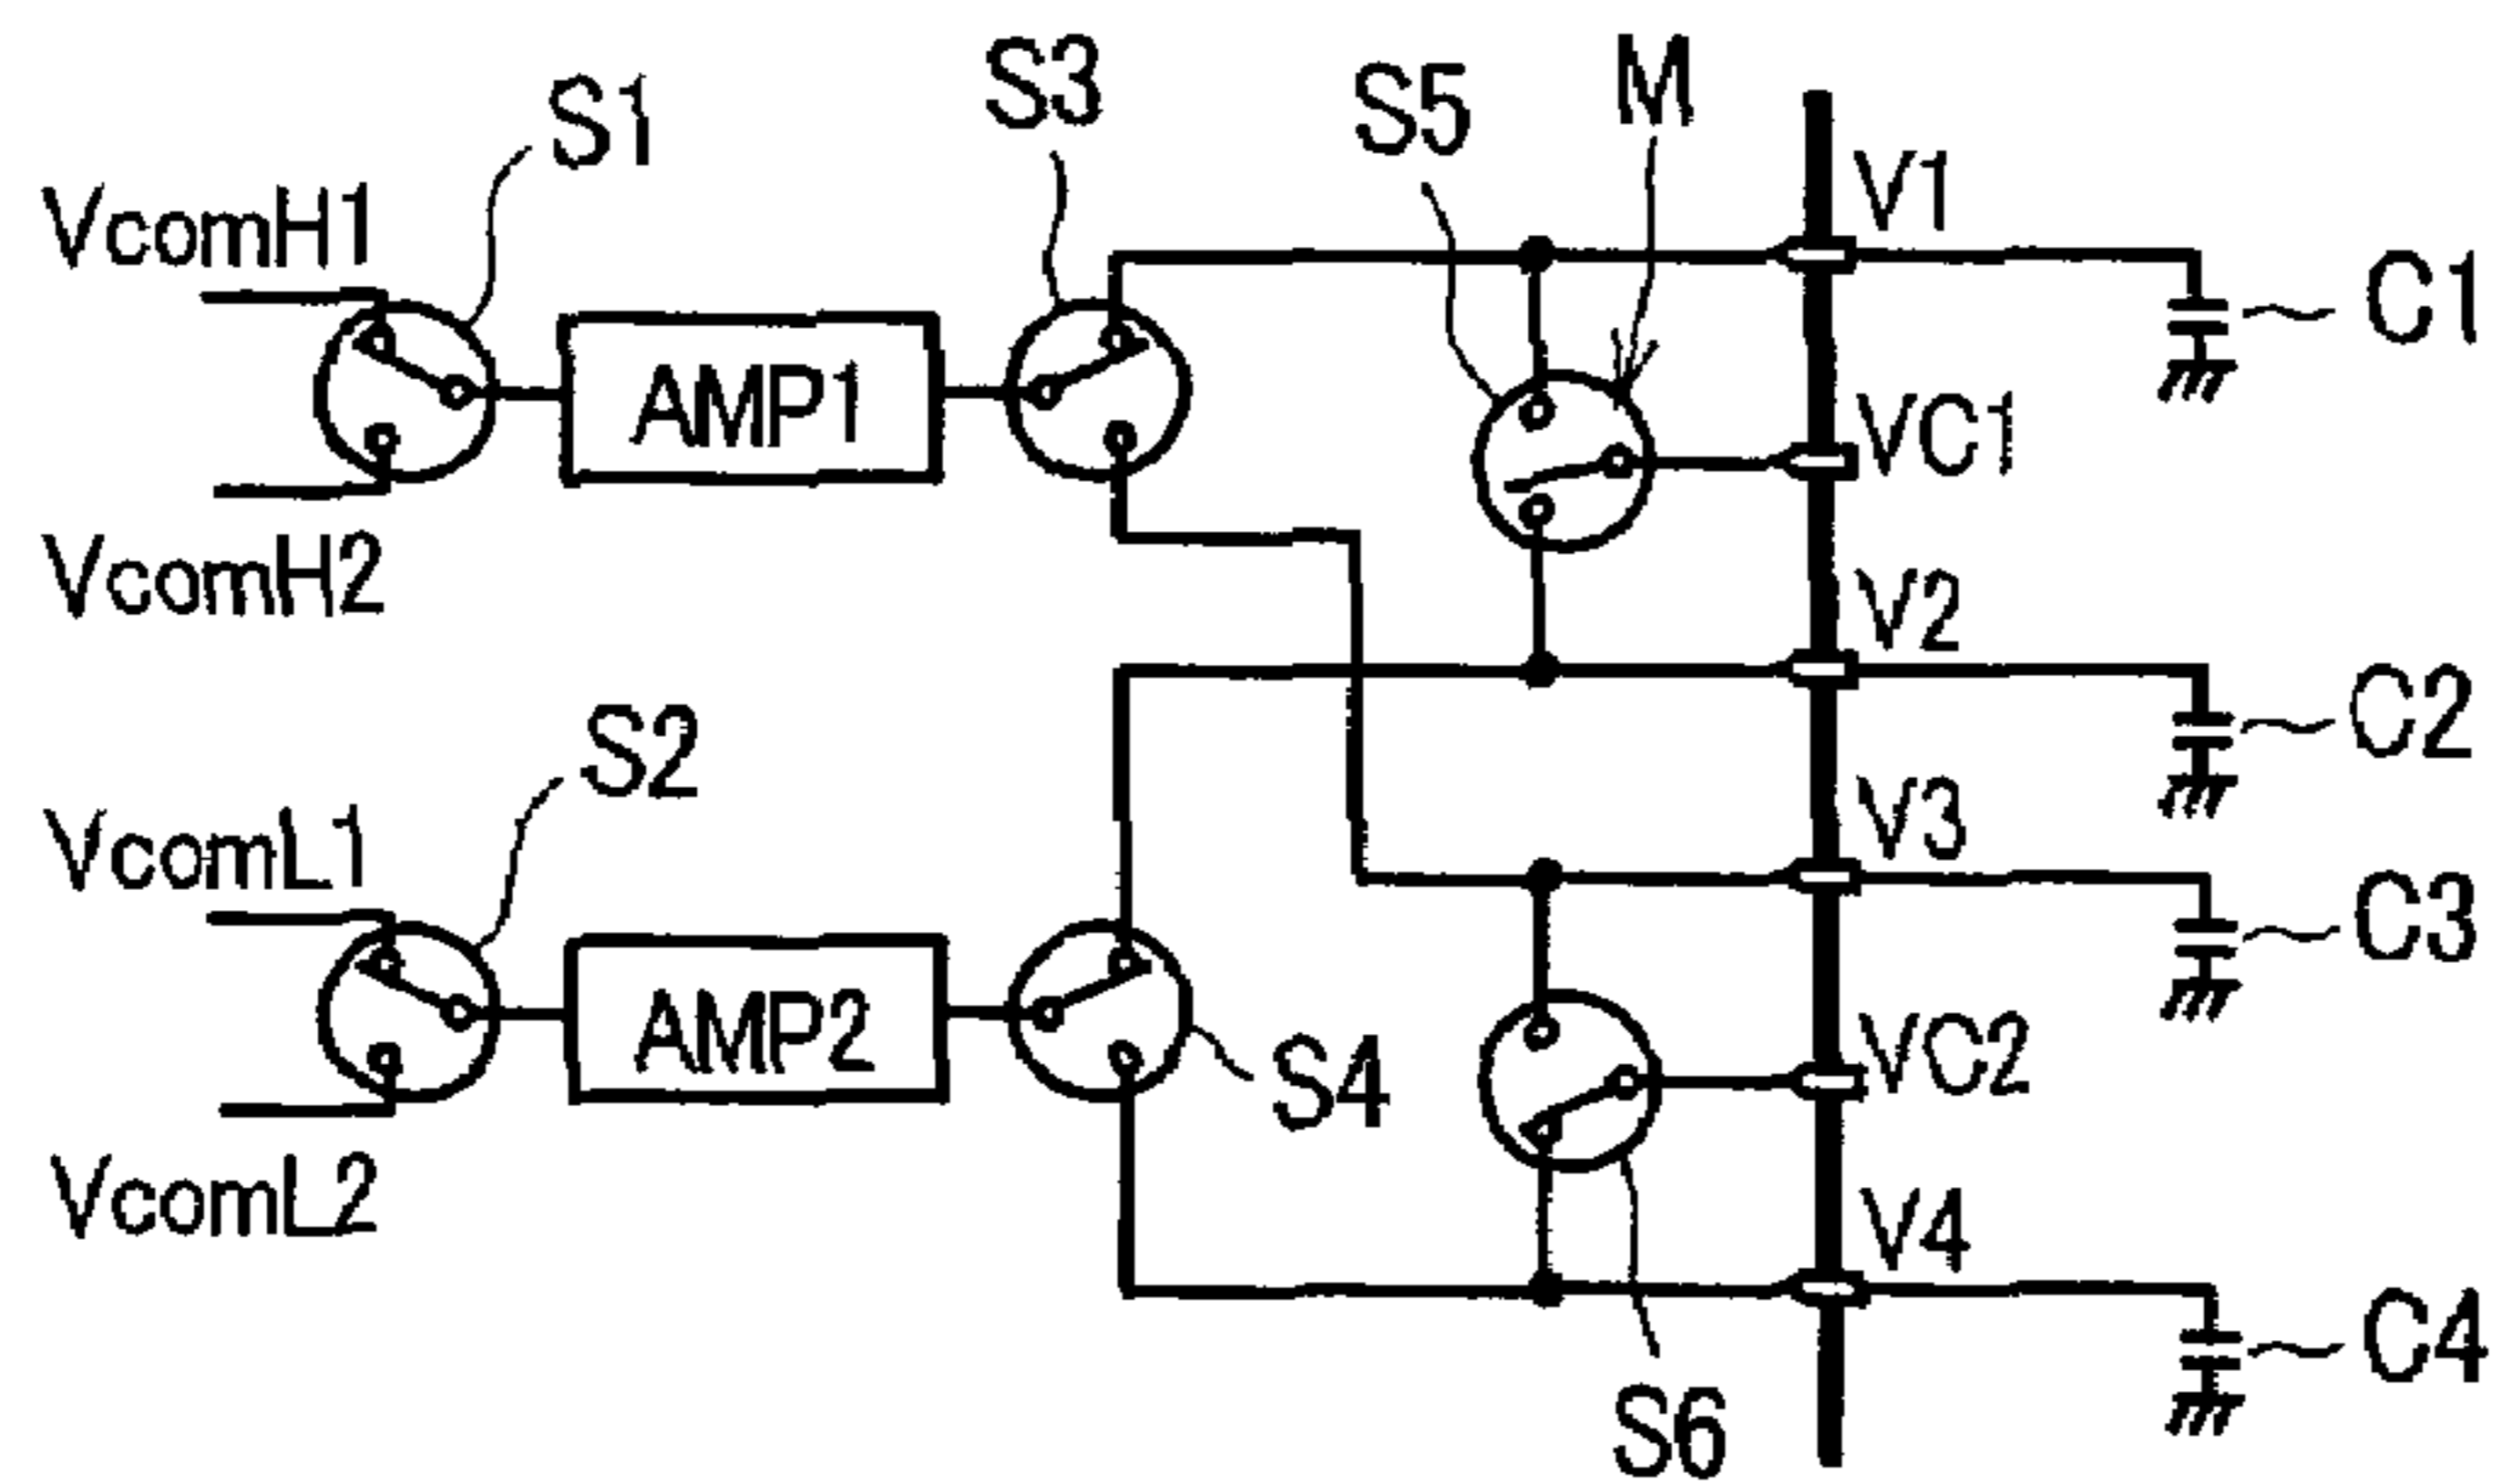 S1
S3
S5
M
V1
VcomH1
C1
AMP1
VC1
VcomH2
V2
C2
S2
V3
VcomL1
C3
AMP2
VC2
S4
VcomL2
V4
C4
S6